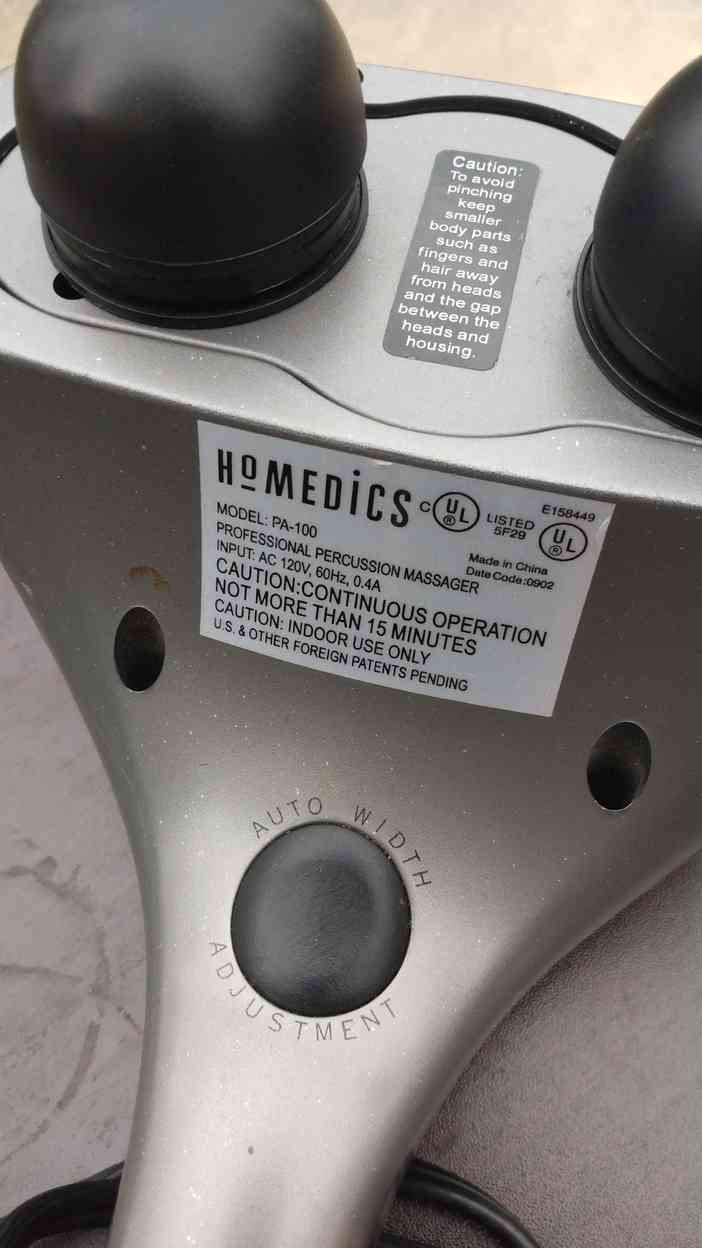 Caution:
To avoid
pinching
keep
smaller
body parts
such as
fingers and
hair away
from heads
and the gap
between the
heads and
housing.
HoMEDiCS
C UL ® LISTED
5F29
E158449
UL ®
MODEL: PA-100
PROFESSIONAL PERCUSSION MASSAGER
INPUT: AC 120V, 60Hz, 0.4A
Made in China
Date Code:0902
CAUTION:CONTINUOUS OPERATION
NOT MORE THAN 15 MINUTES
CAUTION: INDOOR USE ONLY
U.S. & OTHER FOREIGN PATENTS PENDING
AUTO WIDTH
ADJUSTMENT